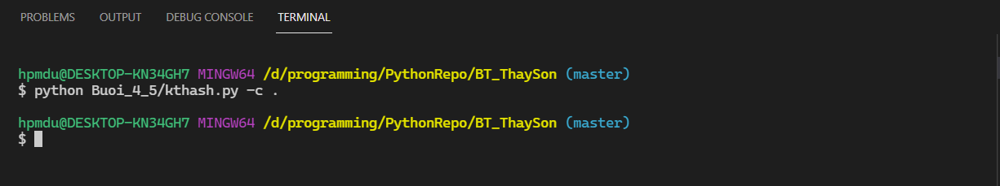 PROBLEMS OUTPUT DEBUG CONSOLE TERMINAL
hpmdu@DESKTOP-KN34GH7 MINGW64 /d/programming/PythonRepo/BT_ThaySon (master)
$ python Buoi_4_5/kthash.py -c .
hpmdu@DESKTOP-KN34GH7 MINGW64 /d/programming/PythonRepo/BT_ThaySon (master)
$